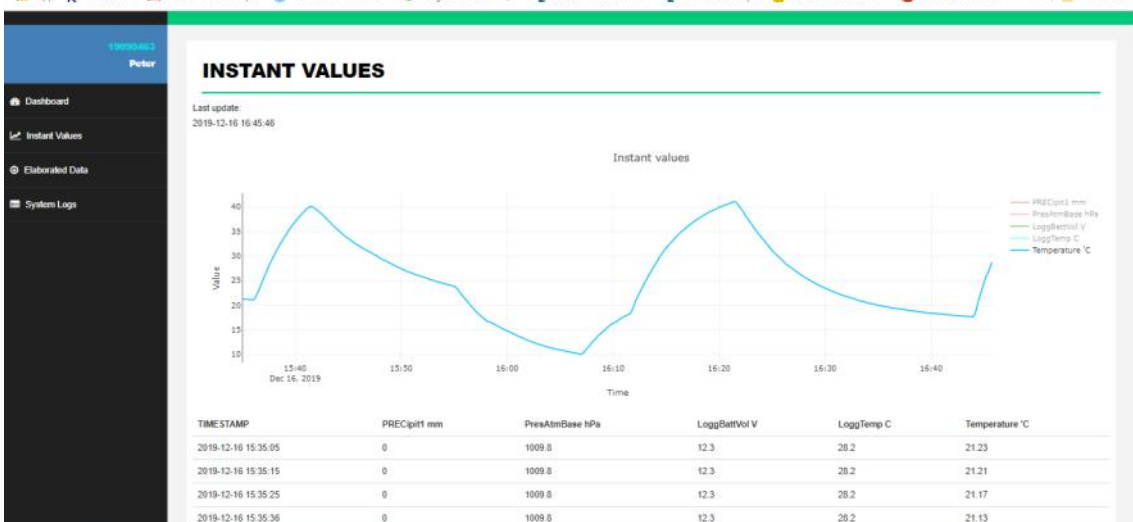 19090463
Peter
Dashboard
Instant Values
Elaborated Data
System Logs
INSTANT VALUES
Last update:
2019-12-16 16:45:46
Instant values
Value
40
35
30
25
20
15
10
15:40 15:50 16:00 16:10 16:20 16:30 16:40
Dec 16, 2019
Time
PRECipit1 mm
PresAtmBase hPa
LoggBattVol V
LoggTemp C
Temperature °C
TIMESTAMP PRECipit1 mm PresAtmBase hPa LoggBattVol V LoggTemp C Temperature °C
2019-12-16 15:35:05 0 1009.8 12.3 28.2 21.23
2019-12-16 15:35:15 0 1009.8 12.3 28.2 21.21
2019-12-16 15:35:25 0 1009.8 12.3 28.2 21.17
2019-12-16 15:35:36 0 1009.8 12.3 28.2 21.13